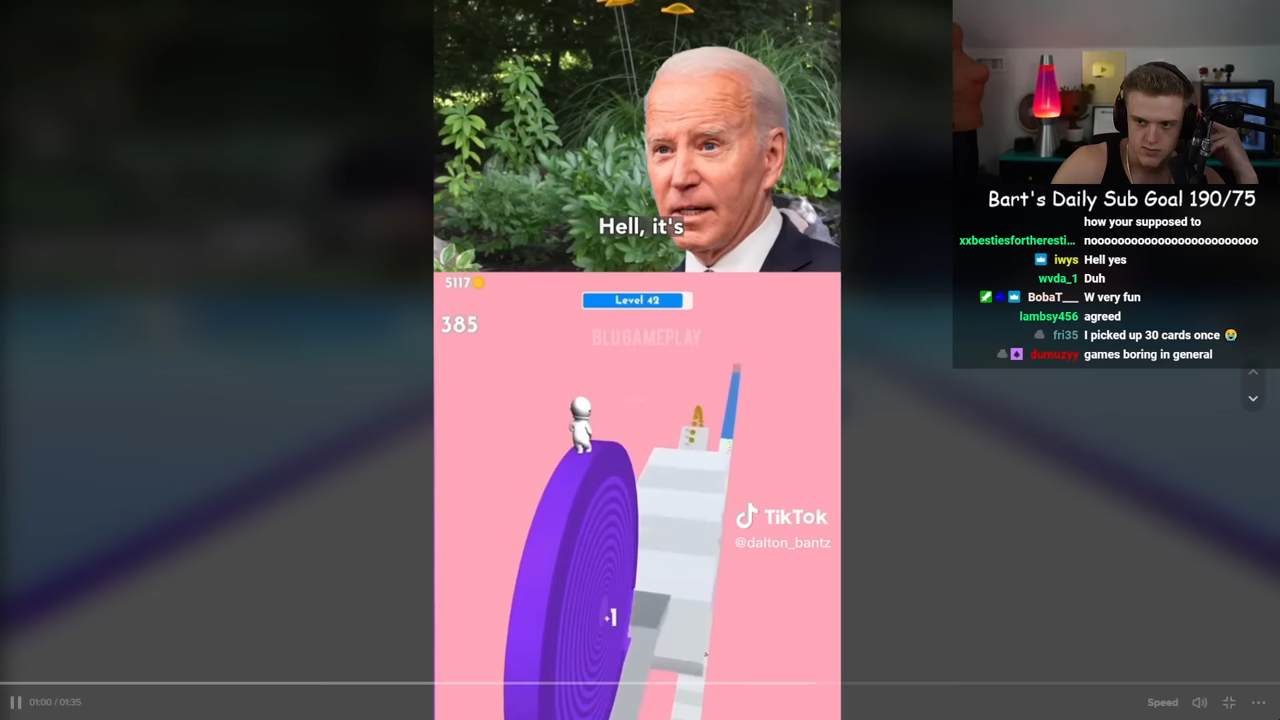 Hell, it's
5117
Level 42
385
BLUGAMEPLAY
+1
TikTok
@dalton_bantz
Bart's Daily Sub Goal 190/75
how your supposed to
xxbestiesfortheresti... nooooooooooooooooooooooooo
iwys Hell yes
wvda_1 Duh
BobaT___ W very fun
lambsy456 agreed
fri35 I picked up 30 cards once 😭
dumuzyy games boring in general
01:00 / 01:35
Speed